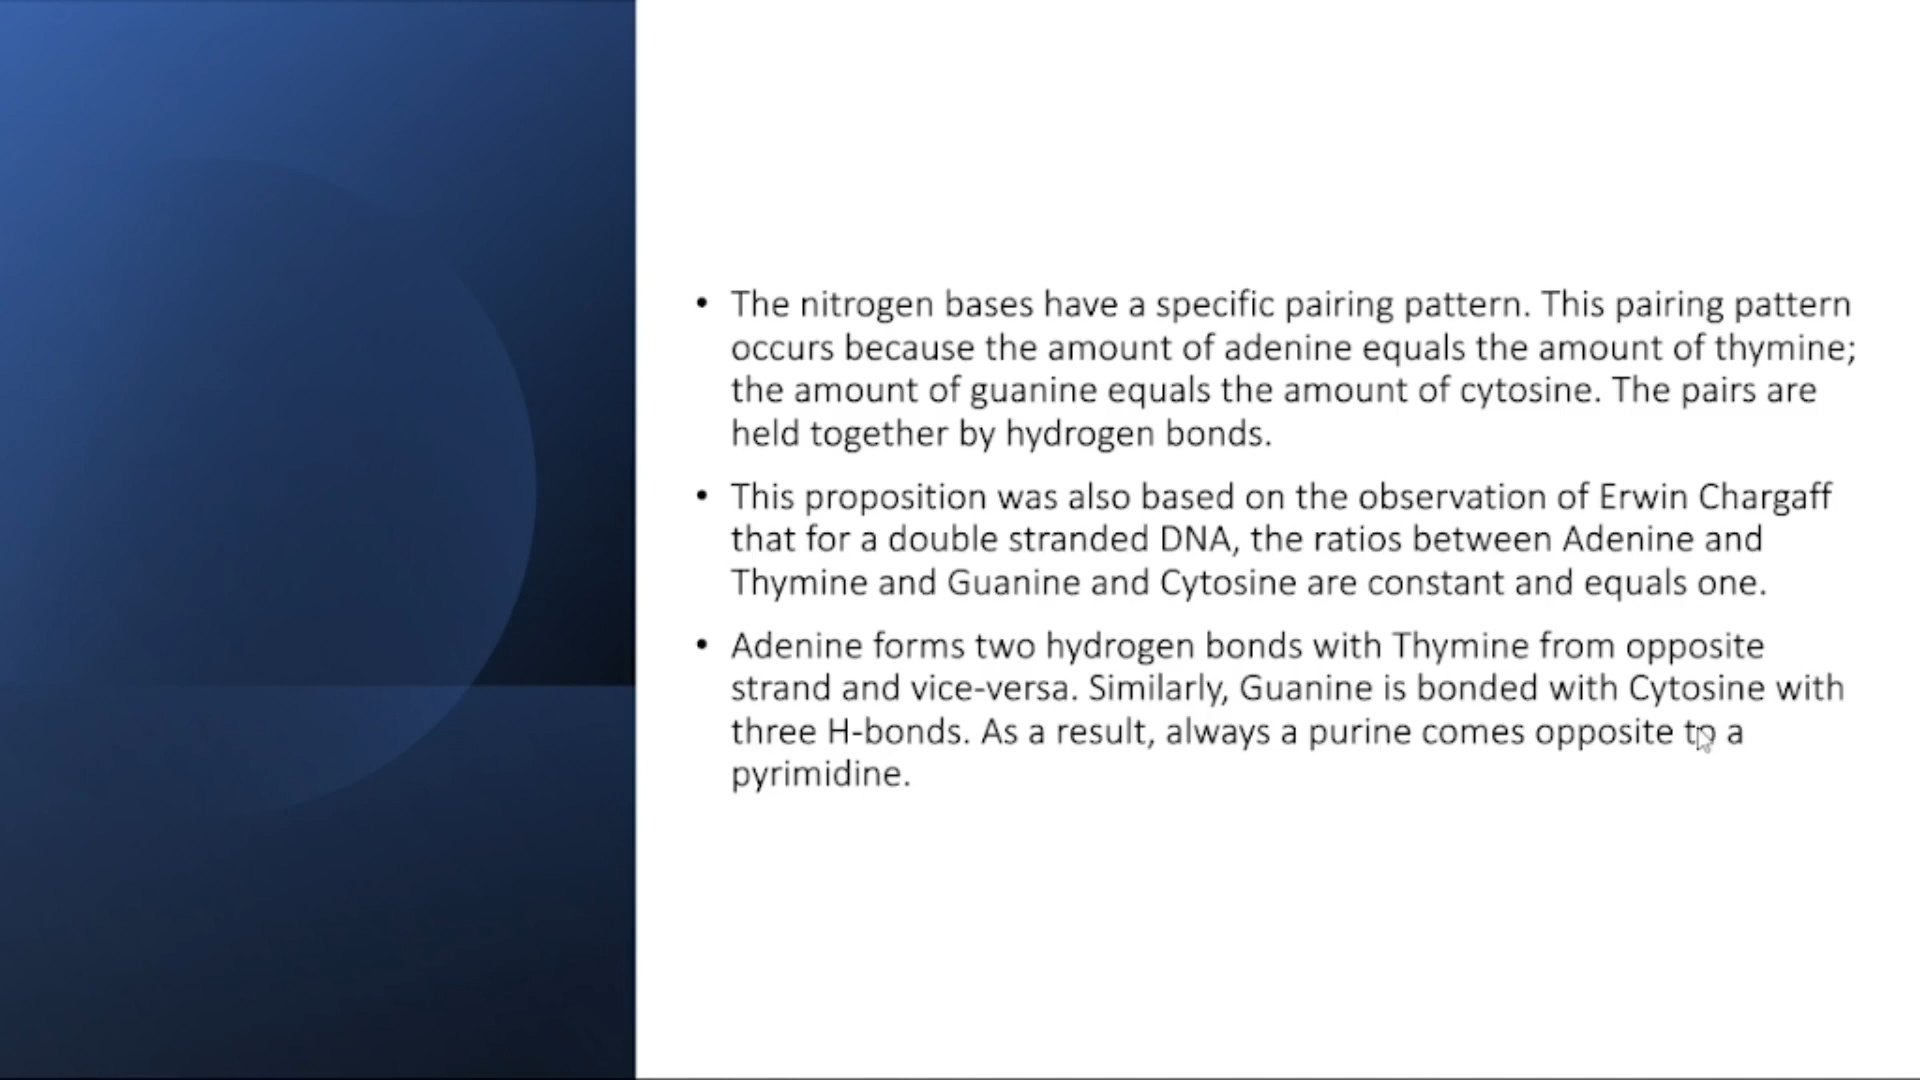 • The nitrogen bases have a specific pairing pattern. This pairing pattern
occurs because the amount of adenine equals the amount of thymine;
the amount of guanine equals the amount of cytosine. The pairs are
held together by hydrogen bonds.
• This proposition was also based on the observation of Erwin Chargaff
that for a double stranded DNA, the ratios between Adenine and
Thymine and Guanine and Cytosine are constant and equals one.
• Adenine forms two hydrogen bonds with Thymine from opposite
strand and vice-versa. Similarly, Guanine is bonded with Cytosine with
three H-bonds. As a result, always a purine comes opposite to a
pyrimidine.